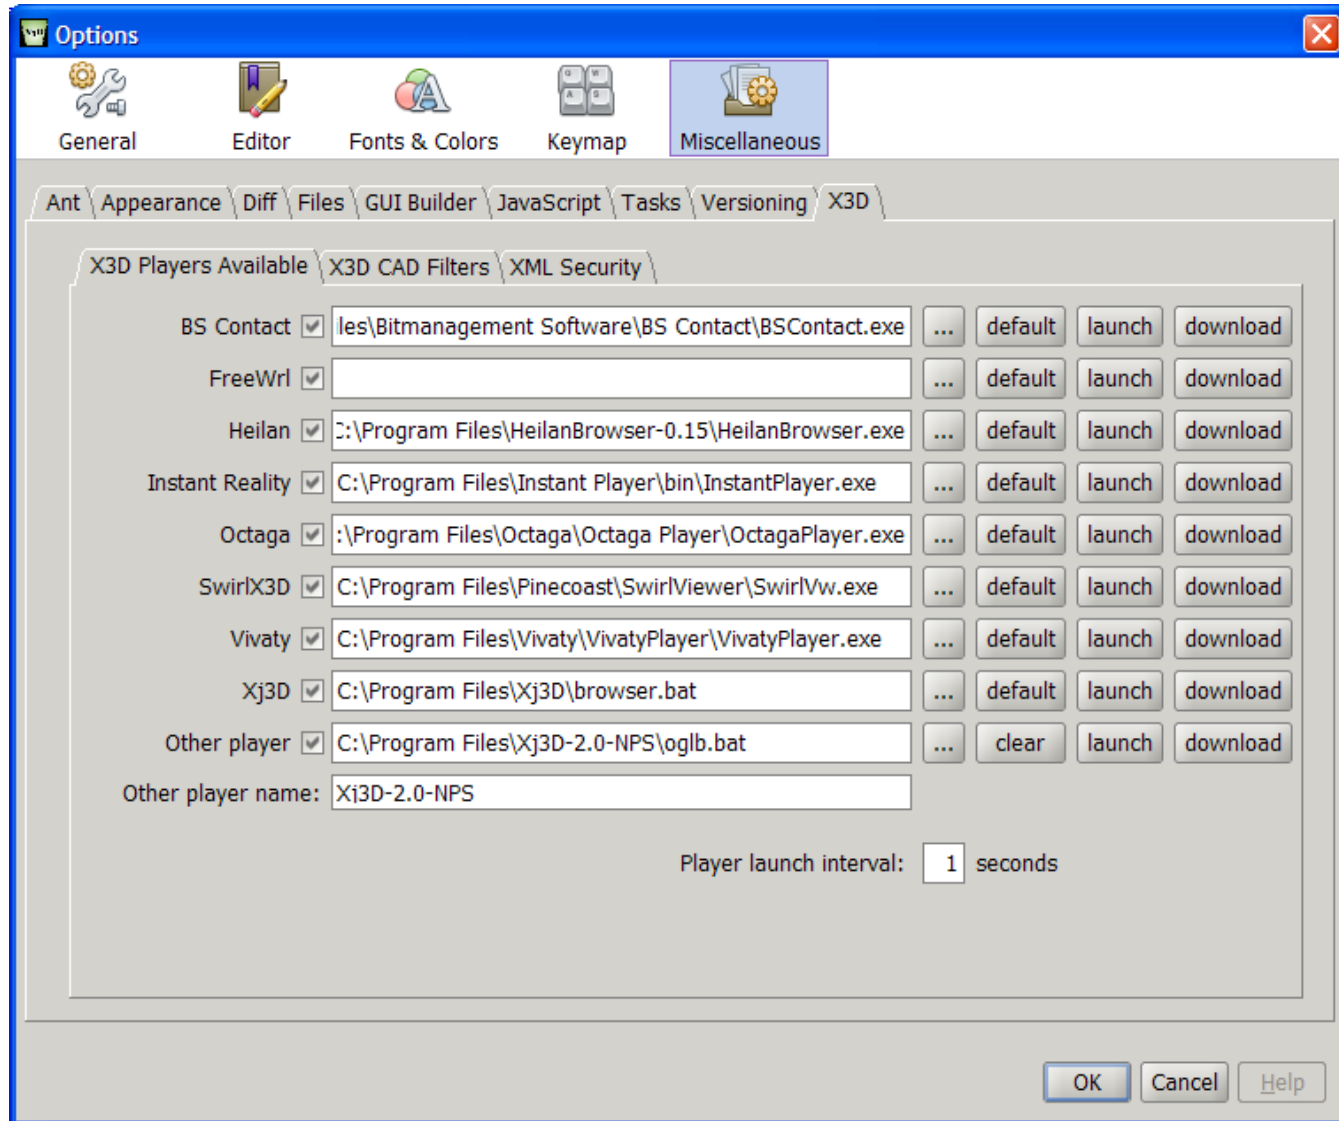 Options
General Editor Fonts & Colors Keymap Miscellaneous
Ant Appearance Diff Files GUI Builder JavaScript Tasks Versioning X3D
X3D Players Available X3D CAD Filters XML Security
BS Contact les\Bitmanagement Software\BS Contact\BSContact.exe ... default launch download
FreeWrl ... default launch download
Heilan :\Program Files\HeilanBrowser-0.15\HeilanBrowser.exe ... default launch download
Instant Reality C:\Program Files\Instant Player\bin\InstantPlayer.exe ... default launch download
Octaga :\Program Files\Octaga\Octaga Player\OctagaPlayer.exe ... default launch download
SwirlX3D C:\Program Files\Pinecoast\SwirlViewer\SwirlVw.exe ... default launch download
Vivaty C:\Program Files\Vivaty\VivatyPlayer\VivatyPlayer.exe ... default launch download
Xj3D C:\Program Files\Xj3D\browser.bat ... default launch download
Other player C:\Program Files\Xj3D-2.0-NPS\oglb.bat ... clear launch download
Other player name: Xj3D-2.0-NPS
Player launch interval: 1 seconds
OK Cancel Help